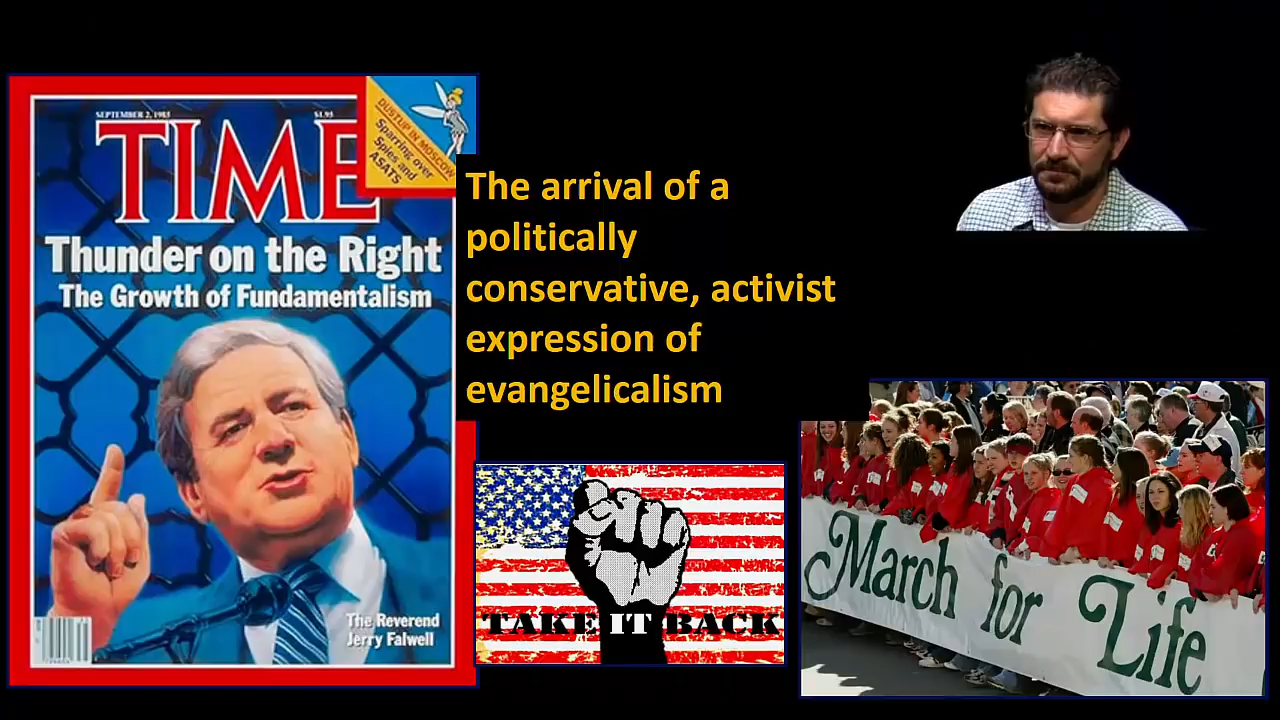 SEPTEMBER 2, 1985 $1.95
TIME
DUSTUP IN MOSCOW
Sparring over
Spies and
ASATS
Thunder on the Right
The Growth of Fundamentalism
The Reverend
Jerry Falwell
The arrival of a
politically
conservative, activist
expression of
evangelicalism
TAKE IT BACK
March for Life